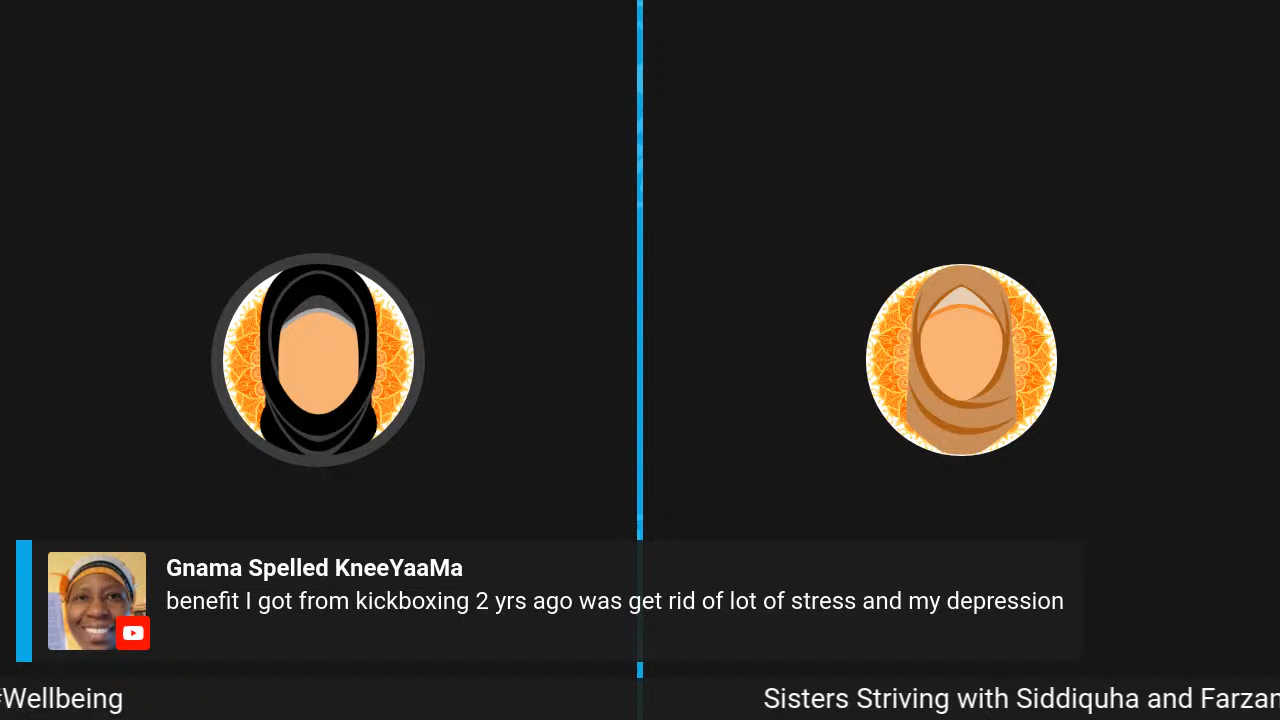 Gnama Spelled KneeYaaMa
benefit I got from kickboxing 2 yrs ago was get rid of lot of stress and my depression
#Wellbeing
Sisters Striving with Siddiquha and Farzan